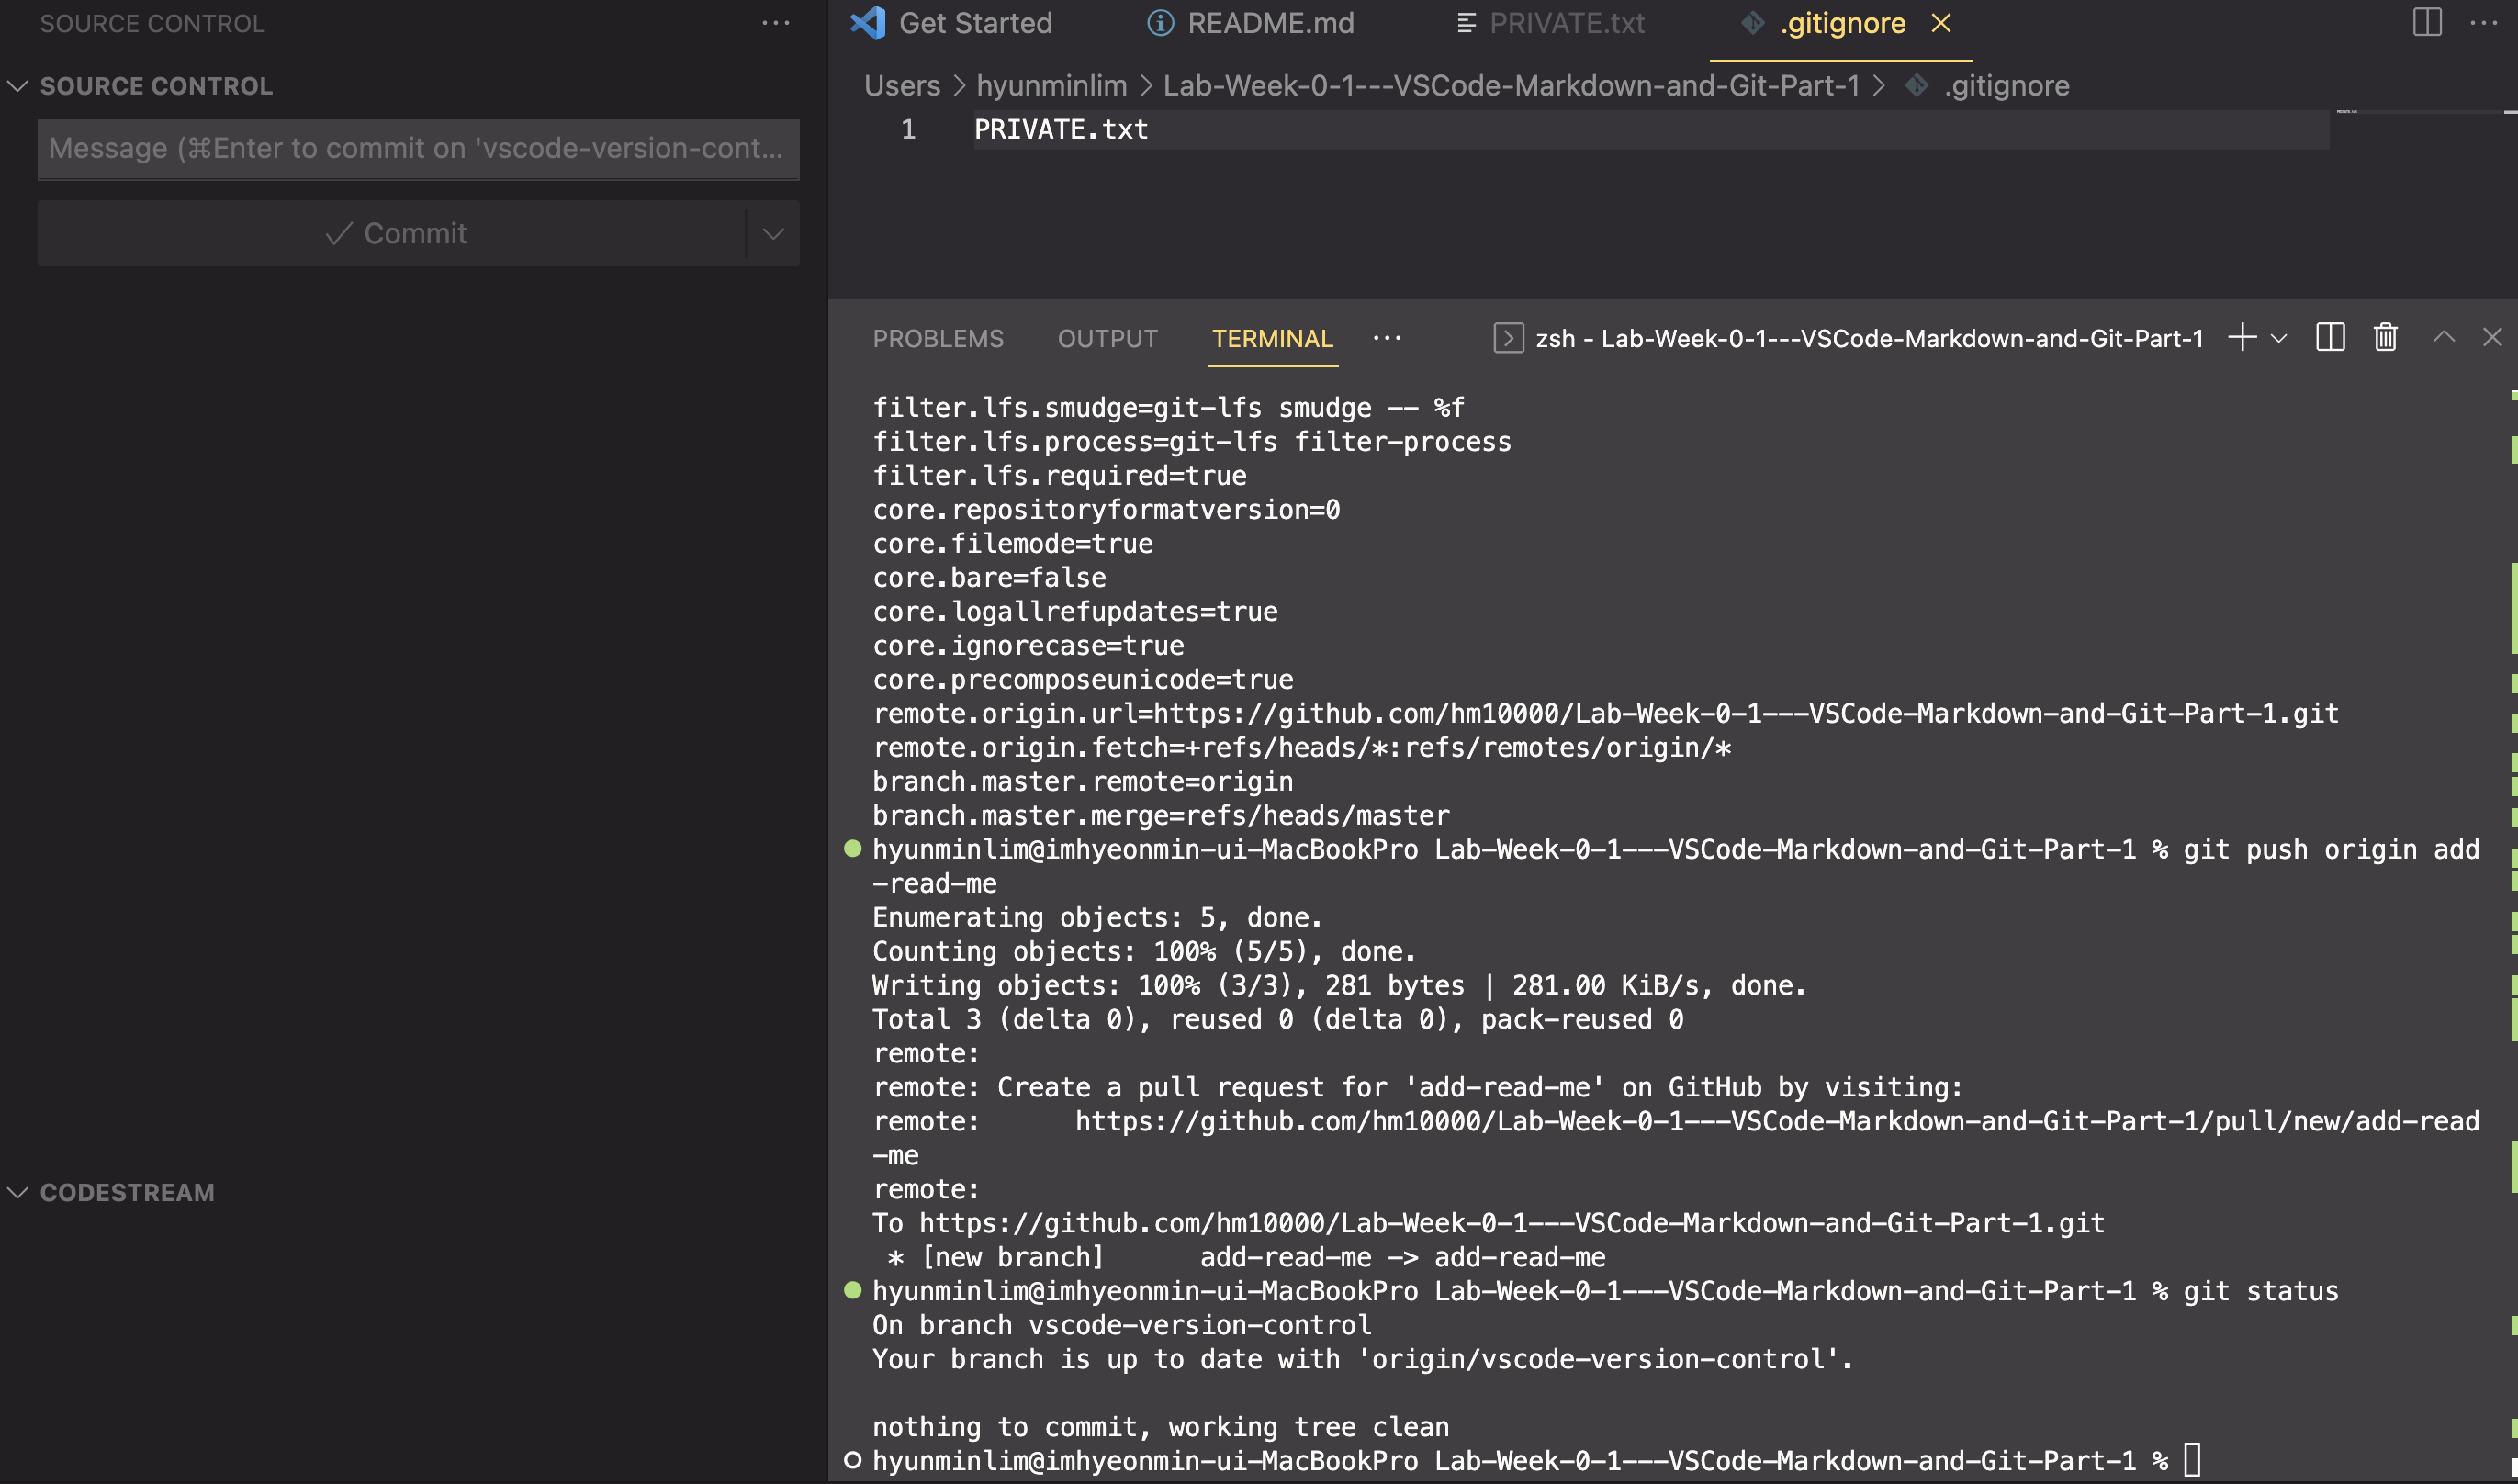 SOURCE CONTROL
SOURCE CONTROL
Message (⌘Enter to commit on 'vscode-version-cont...
Commit
CODESTREAM
Get Started
README.md
PRIVATE.txt
.gitignore
Users > hyunminlim > Lab-Week-0-1---VSCode-Markdown-and-Git-Part-1 > .gitignore
1 PRIVATE.txt
PROBLEMS OUTPUT TERMINAL ... zsh - Lab-Week-0-1---VSCode-Markdown-and-Git-Part-1
filter.lfs.smudge=git-lfs smudge -- %f
filter.lfs.process=git-lfs filter-process
filter.lfs.required=true
core.repositoryformatversion=0
core.filemode=true
core.bare=false
core.logallrefupdates=true
core.ignorecase=true
core.precomposeunicode=true
remote.origin.url=https://github.com/hm10000/Lab-Week-0-1---VSCode-Markdown-and-Git-Part-1.git
remote.origin.fetch=+refs/heads/*:refs/remotes/origin/*
branch.master.remote=origin
branch.master.merge=refs/heads/master
hyunminlim@imhyeonmin-ui-MacBookPro Lab-Week-0-1---VSCode-Markdown-and-Git-Part-1 % git push origin add
-read-me
Enumerating objects: 5, done.
Counting objects: 100% (5/5), done.
Writing objects: 100% (3/3), 281 bytes | 281.00 KiB/s, done.
Total 3 (delta 0), reused 0 (delta 0), pack-reused 0
remote:
remote: Create a pull request for 'add-read-me' on GitHub by visiting:
remote:      https://github.com/hm10000/Lab-Week-0-1---VSCode-Markdown-and-Git-Part-1/pull/new/add-read
-me
remote:
To https://github.com/hm10000/Lab-Week-0-1---VSCode-Markdown-and-Git-Part-1.git
 * [new branch]      add-read-me -> add-read-me
hyunminlim@imhyeonmin-ui-MacBookPro Lab-Week-0-1---VSCode-Markdown-and-Git-Part-1 % git status
On branch vscode-version-control
Your branch is up to date with 'origin/vscode-version-control'.
nothing to commit, working tree clean
hyunminlim@imhyeonmin-ui-MacBookPro Lab-Week-0-1---VSCode-Markdown-and-Git-Part-1 %